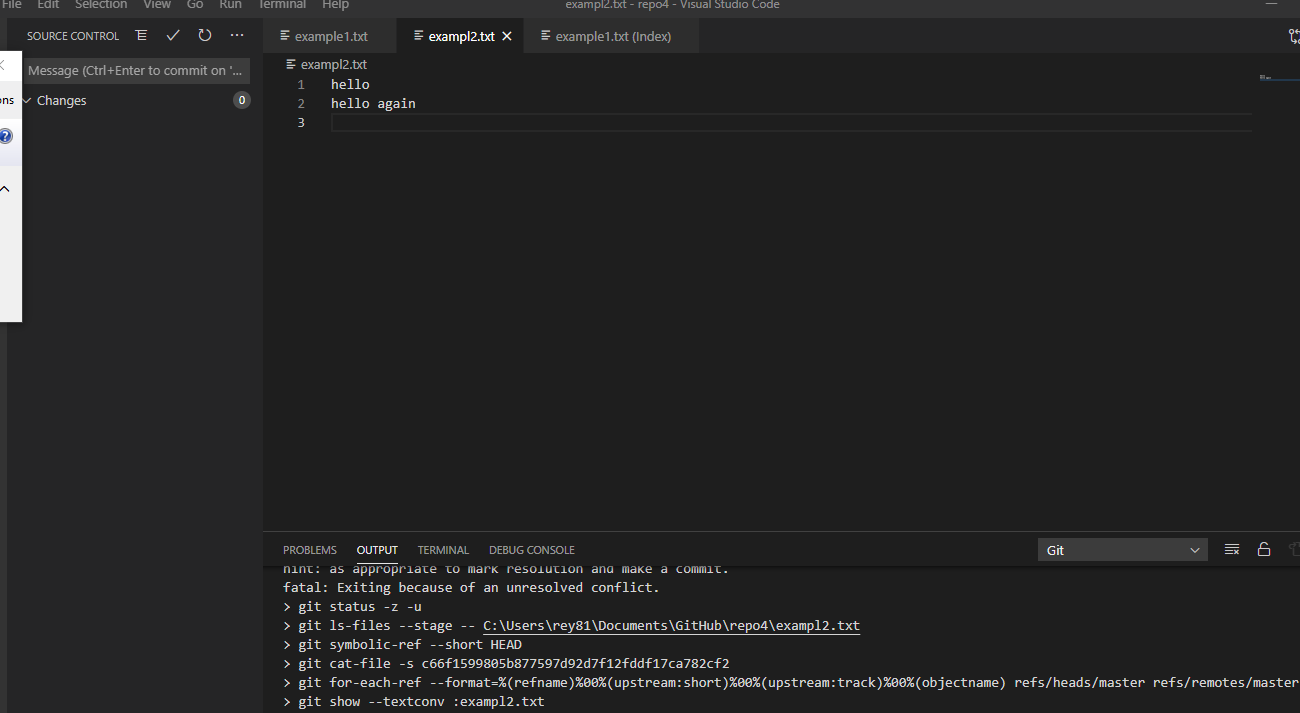 File Edit Selection View Go Run Terminal Help
exampl2.txt - repo4 - Visual Studio Code
SOURCE CONTROL
example1.txt
exampl2.txt
example1.txt (Index)
Message (Ctrl+Enter to commit on '...
ons
Changes
0
exampl2.txt
1 hello
2 hello again
3
PROBLEMS OUTPUT TERMINAL DEBUG CONSOLE
Git
hint: as appropriate to mark resolution and make a commit.
fatal: Exiting because of an unresolved conflict.
> git status -z -u
> git ls-files --stage -- C:\Users\rey81\Documents\GitHub\repo4\exampl2.txt
> git symbolic-ref --short HEAD
> git cat-file -s c66f1599805b877597d92d7f12fddf17ca782cf2
> git for-each-ref --format=%(refname)%00%(upstream:short)%00%(upstream:track)%00%(objectname) refs/heads/master refs/remotes/master
> git show --textconv :exampl2.txt